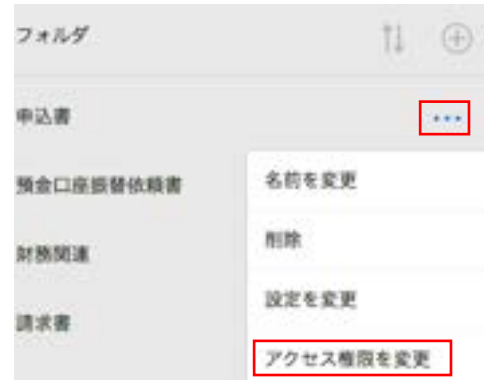 フォルダ
申込書
預金口座振替依頼書
財務関連
請求書
名前を変更
削除
設定を変更
アクセス権限を変更